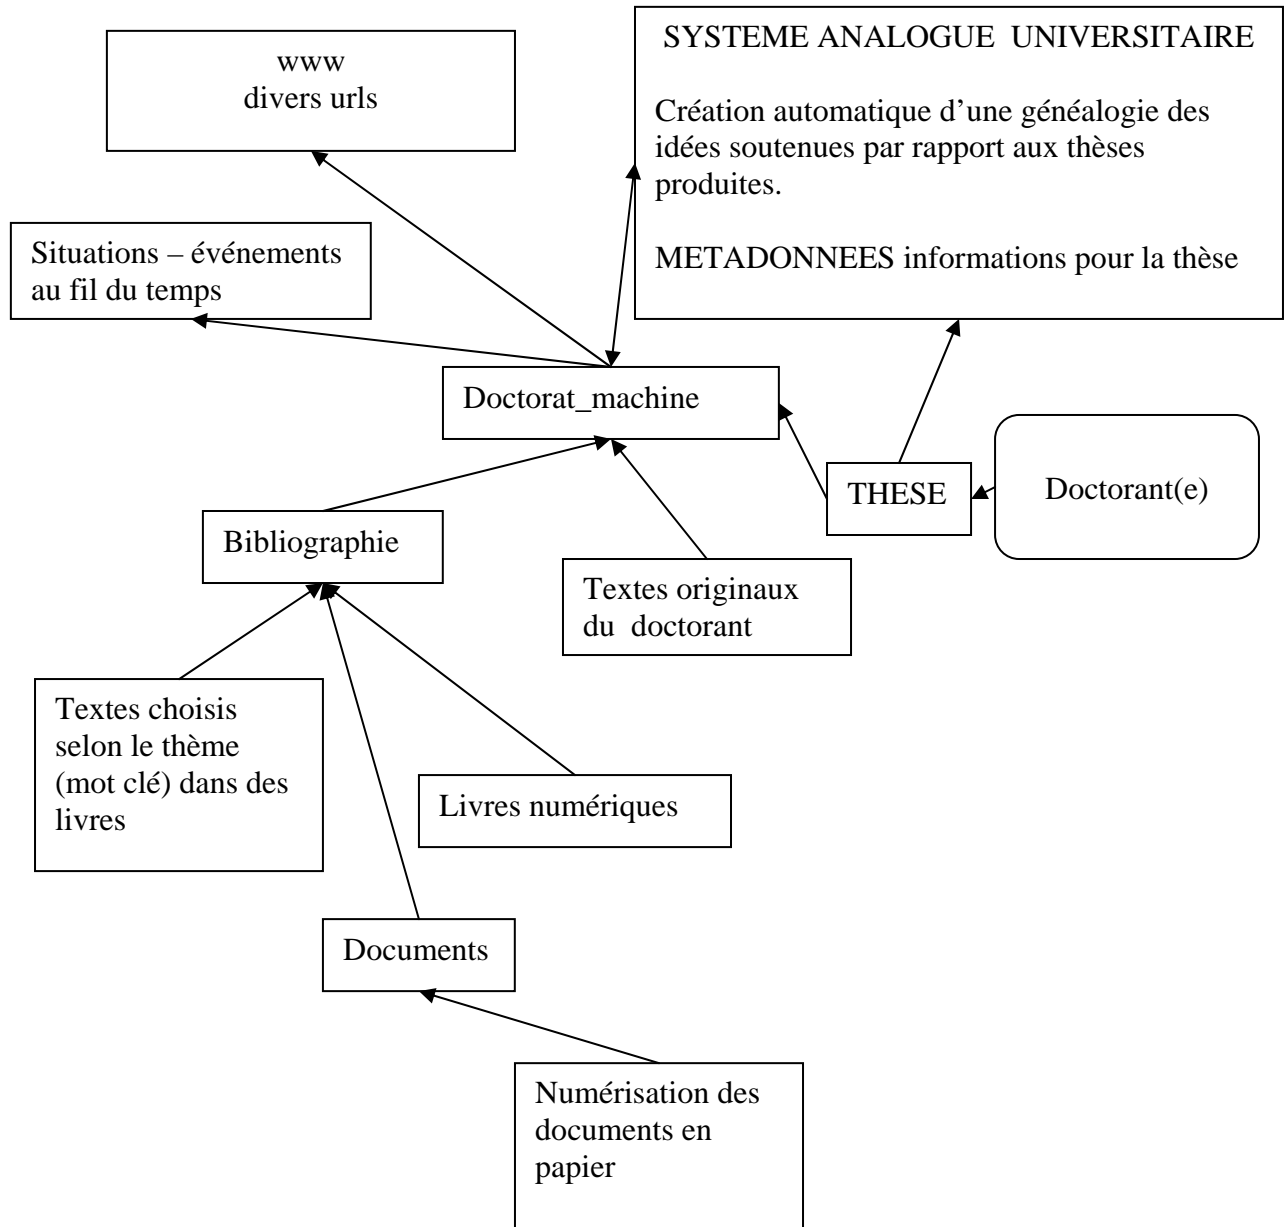 www
divers urls
SYSTEME ANALOGUE  UNIVERSITAIRE
Création automatique d’une généalogie des
idées soutenues par rapport aux thèses
produites.
METADONNEES informations pour la thèse
Situations – événements
au fil du temps
Doctorat_machine
THESE
Doctorant(e)
Bibliographie
Textes originaux
du  doctorant
Textes choisis
selon le thème
(mot clé) dans des
livres
Livres numériques
Documents
Numérisation des
documents en
papier